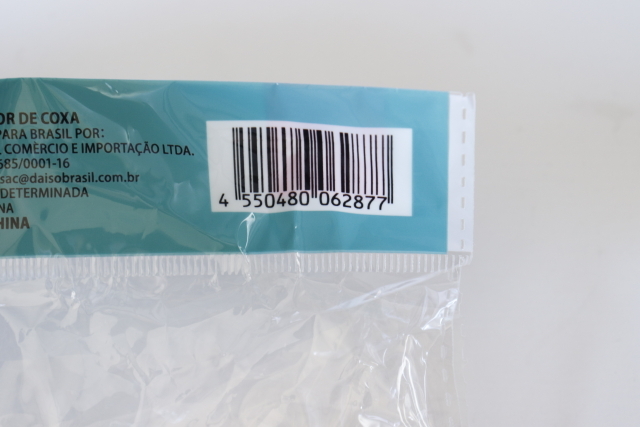 OR DE COXA
PARA BRASIL POR:
COMÉRCIO E IMPORTAÇÃO LTDA.
685/0001-16
sac@daisobrasil.com.br
DETERMINADA
NA
HINA
4 550480 062877